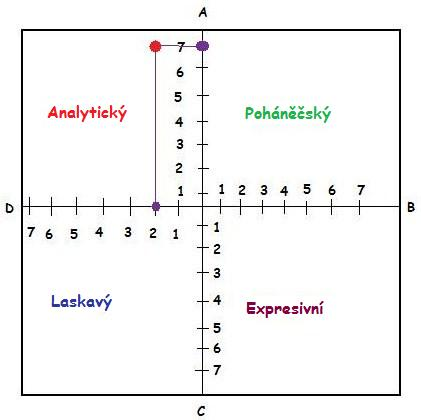 A
7
6
5
4
3
2
1
Analytický
Poháněčský
D
7 6 5 4 3 2 1
1 2 3 4 5 6 7
B
1
2
3
4
5
6
7
Laskavý
Expresivní
C